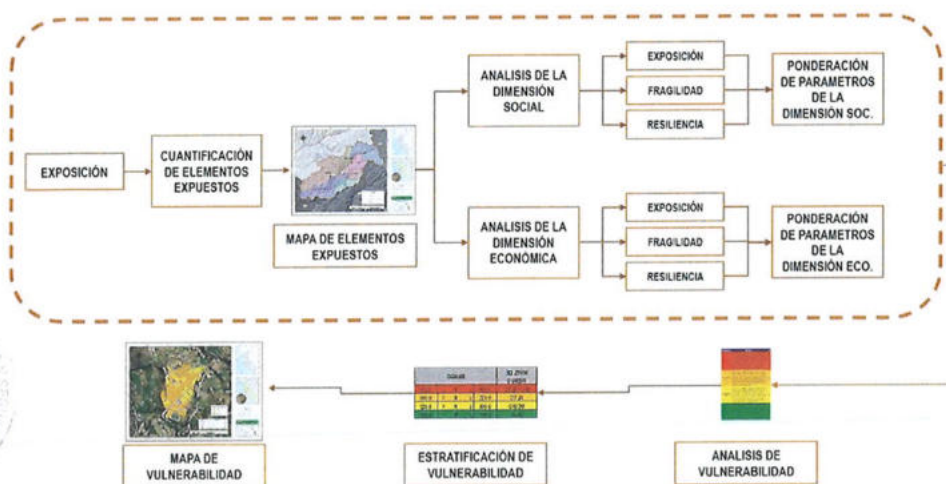 EXPOSICIÓN
CUANTIFICACIÓN
DE ELEMENTOS
EXPUESTOS
MAPA DE ELEMENTOS
EXPUESTOS
ANALISIS DE LA
DIMENSIÓN
SOCIAL
EXPOSICIÓN
FRAGILIDAD
RESILIENCIA
PONDERACIÓN
DE PARAMETROS
DE LA
DIMENSIÓN SOC.
ANALISIS DE LA
DIMENSIÓN
ECONÓMICA
EXPOSICIÓN
FRAGILIDAD
RESILIENCIA
PONDERACIÓN
DE PARAMETROS
DE LA
DIMENSIÓN ECO.
MAPA DE
VULNERABILIDAD
ESTRATIFICACIÓN DE
VULNERABILIDAD
ANALISIS DE
VULNERABILIDAD